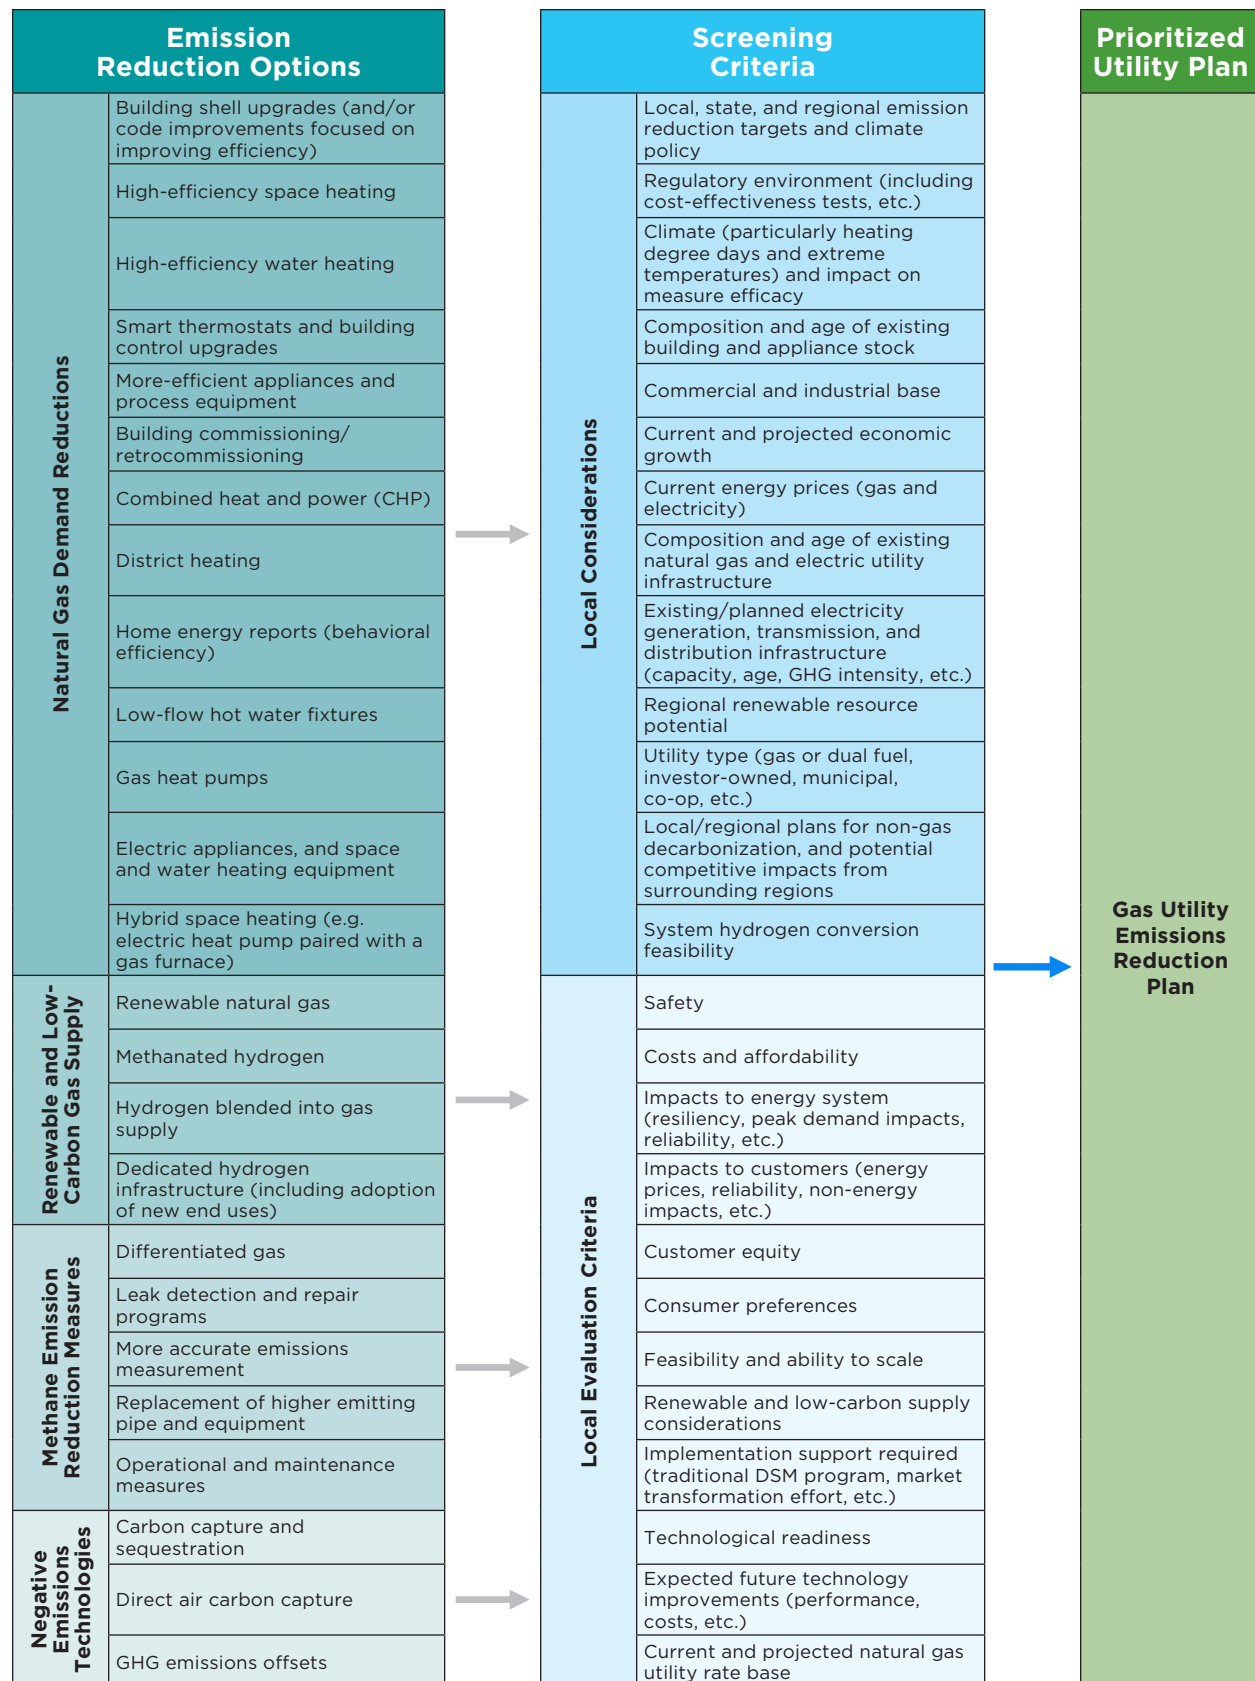 Emission
Reduction Options
Natural Gas Demand Reductions
Building shell upgrades (and/or
code improvements focused on
improving efficiency)
High-efficiency space heating
High-efficiency water heating
Smart thermostats and building
control upgrades
More-efficient appliances and
process equipment
Building commissioning/
retrocommissioning
Combined heat and power (CHP)
District heating
Home energy reports (behavioral
efficiency)
Low-flow hot water fixtures
Gas heat pumps
Electric appliances, and space
and water heating equipment
Hybrid space heating (e.g.
electric heat pump paired with a
gas furnace)
Renewable and Low-
Carbon Gas Supply
Renewable natural gas
Methanated hydrogen
Hydrogen blended into gas
supply
Dedicated hydrogen
infrastructure (including adoption
of new end uses)
Methane Emission
Reduction Measures
Differentiated gas
Leak detection and repair
programs
More accurate emissions
measurement
Replacement of higher emitting
pipe and equipment
Operational and maintenance
measures
Negative
Emissions
Technologies
Carbon capture and
sequestration
Direct air carbon capture
GHG emissions offsets
Screening
Criteria
Local Considerations
Local, state, and regional emission
reduction targets and climate
policy
Regulatory environment (including
cost-effectiveness tests, etc.)
Climate (particularly heating
degree days and extreme
temperatures) and impact on
measure efficacy
Composition and age of existing
building and appliance stock
Commercial and industrial base
Current and projected economic
growth
Current energy prices (gas and
electricity)
Composition and age of existing
natural gas and electric utility
infrastructure
Existing/planned electricity
generation, transmission, and
distribution infrastructure
(capacity, age, GHG intensity, etc.)
Regional renewable resource
potential
Utility type (gas or dual fuel,
investor-owned, municipal,
co-op, etc.)
Local/regional plans for non-gas
decarbonization, and potential
competitive impacts from
surrounding regions
System hydrogen conversion
feasibility
Local Evaluation Criteria
Safety
Costs and affordability
Impacts to energy system
(resiliency, peak demand impacts,
reliability, etc.)
Impacts to customers (energy
prices, reliability, non-energy
impacts, etc.)
Customer equity
Consumer preferences
Feasibility and ability to scale
Renewable and low-carbon supply
considerations
Implementation support required
(traditional DSM program, market
transformation effort, etc.)
Technological readiness
Expected future technology
improvements (performance,
costs, etc.)
Current and projected natural gas
utility rate base
Prioritized
Utility Plan
Gas Utility
Emissions
Reduction
Plan